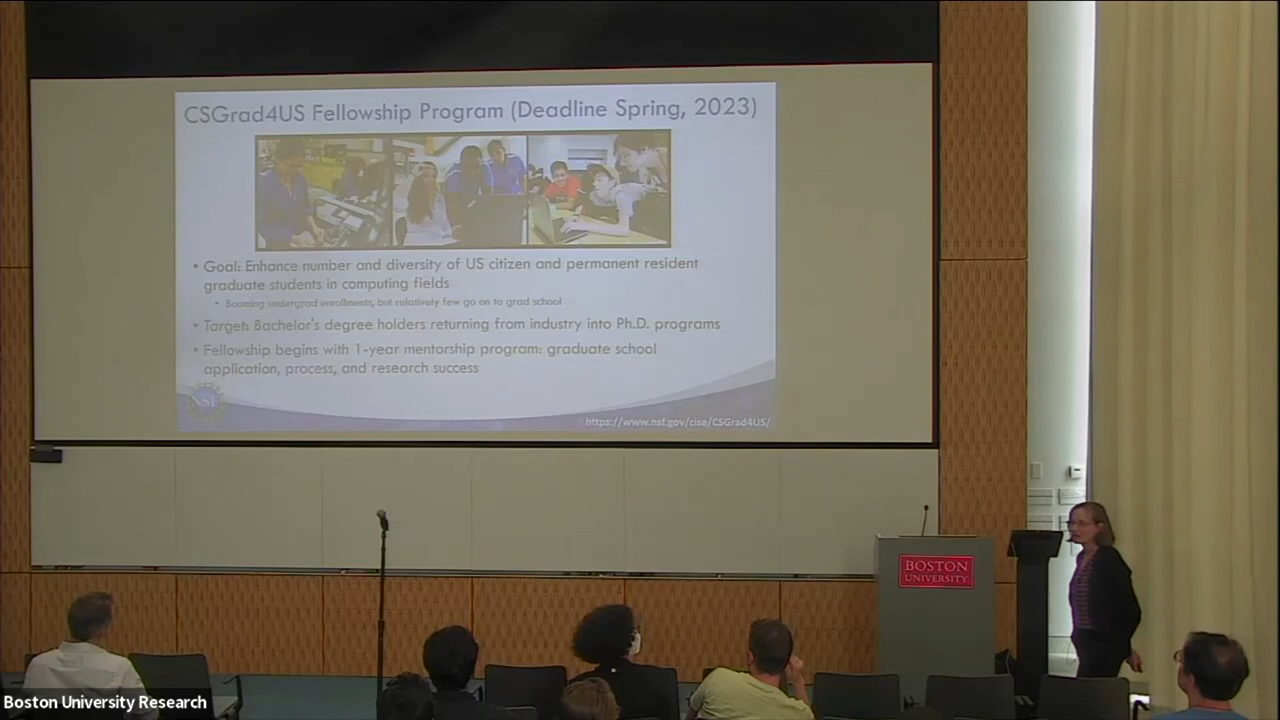 CSGrad4US Fellowship Program (Deadline Spring, 2023)
• Goal: Enhance number and diversity of US citizen and permanent resident
graduate students in computing fields
• Booming undergrad enrollments, but relatively few go on to grad school
• Target: Bachelor's degree holders returning from industry into Ph.D. programs
• Fellowship begins with 1-year mentorship program: graduate school
application, process, and research success
NSF
https://www.nsf.gov/cise/CSGrad4US/
BOSTON
UNIVERSITY
Boston University Research